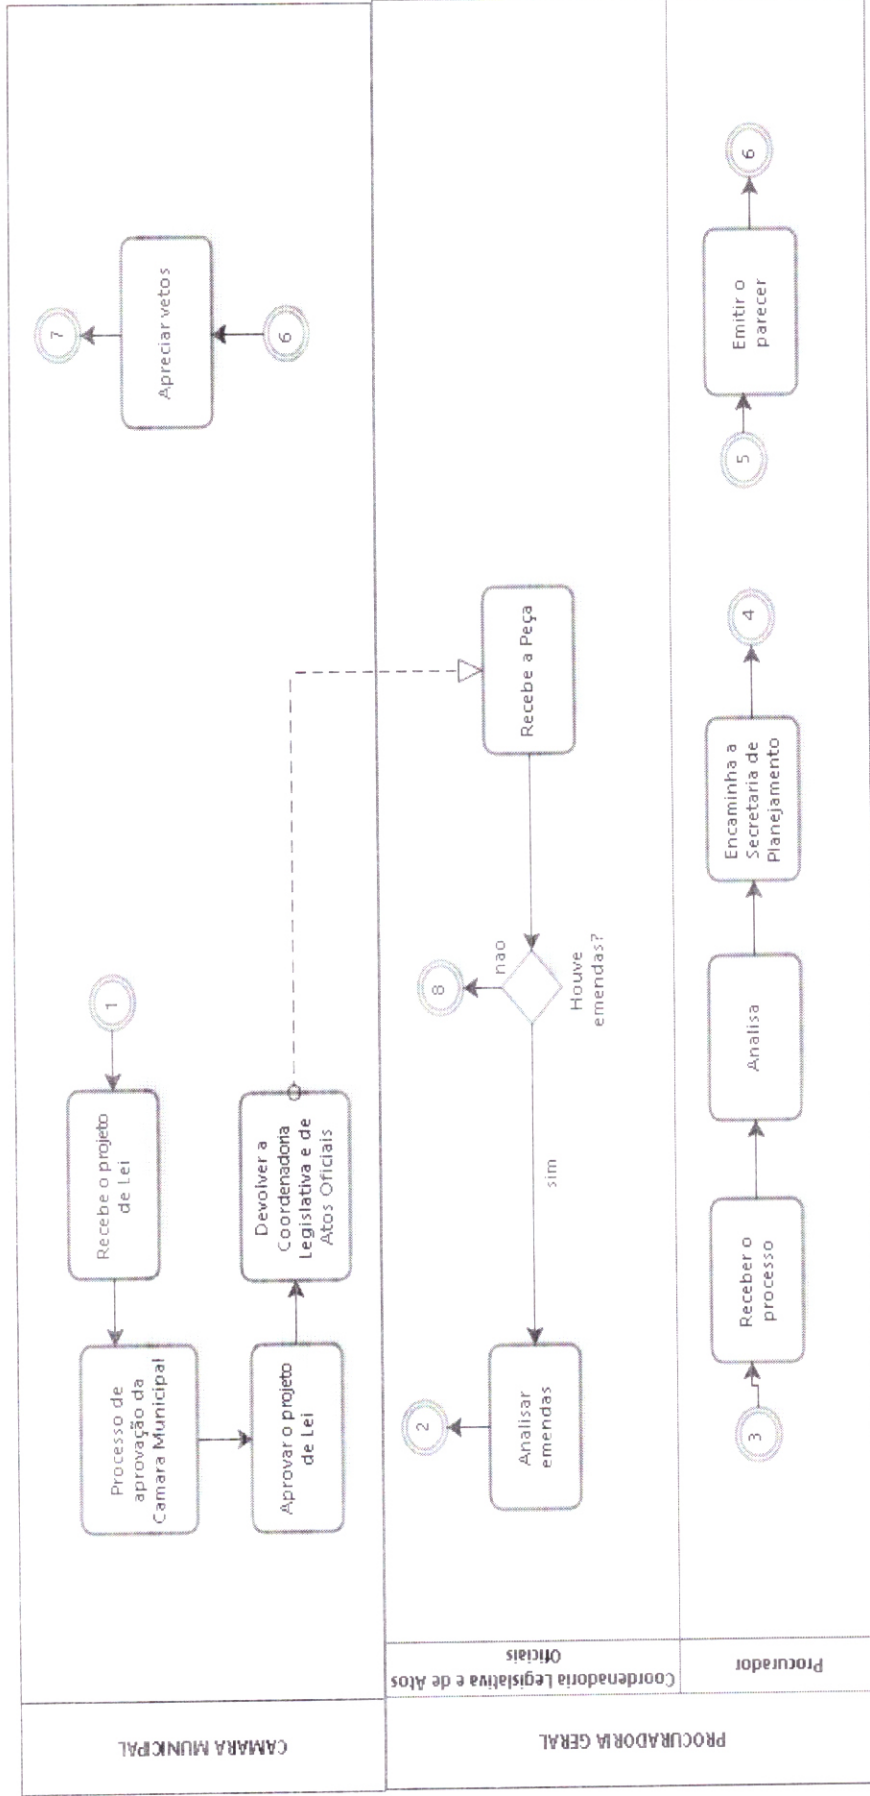 CAMARA MUNICIPAL
1
Recebe o projeto
de Lei
Processo de
aprovação da
Camara Municipal
Aprovar o projeto
de Lei
Devolver a
Coordenadoria
Legislativa e de
Atos Oficiais
6
Apreciar vetos
7
PROCURADORIA GERAL
Coordenadoria Legislativa e de Atos
Oficiais
Recebe a Peça
Houve
emendas?
nao
8
sim
Analisar
emendas
2
Procurador
3
Receber o
processo
Analisa
Encaminha a
Secretaria de
Planejamento
4
5
Emitir o
parecer
6